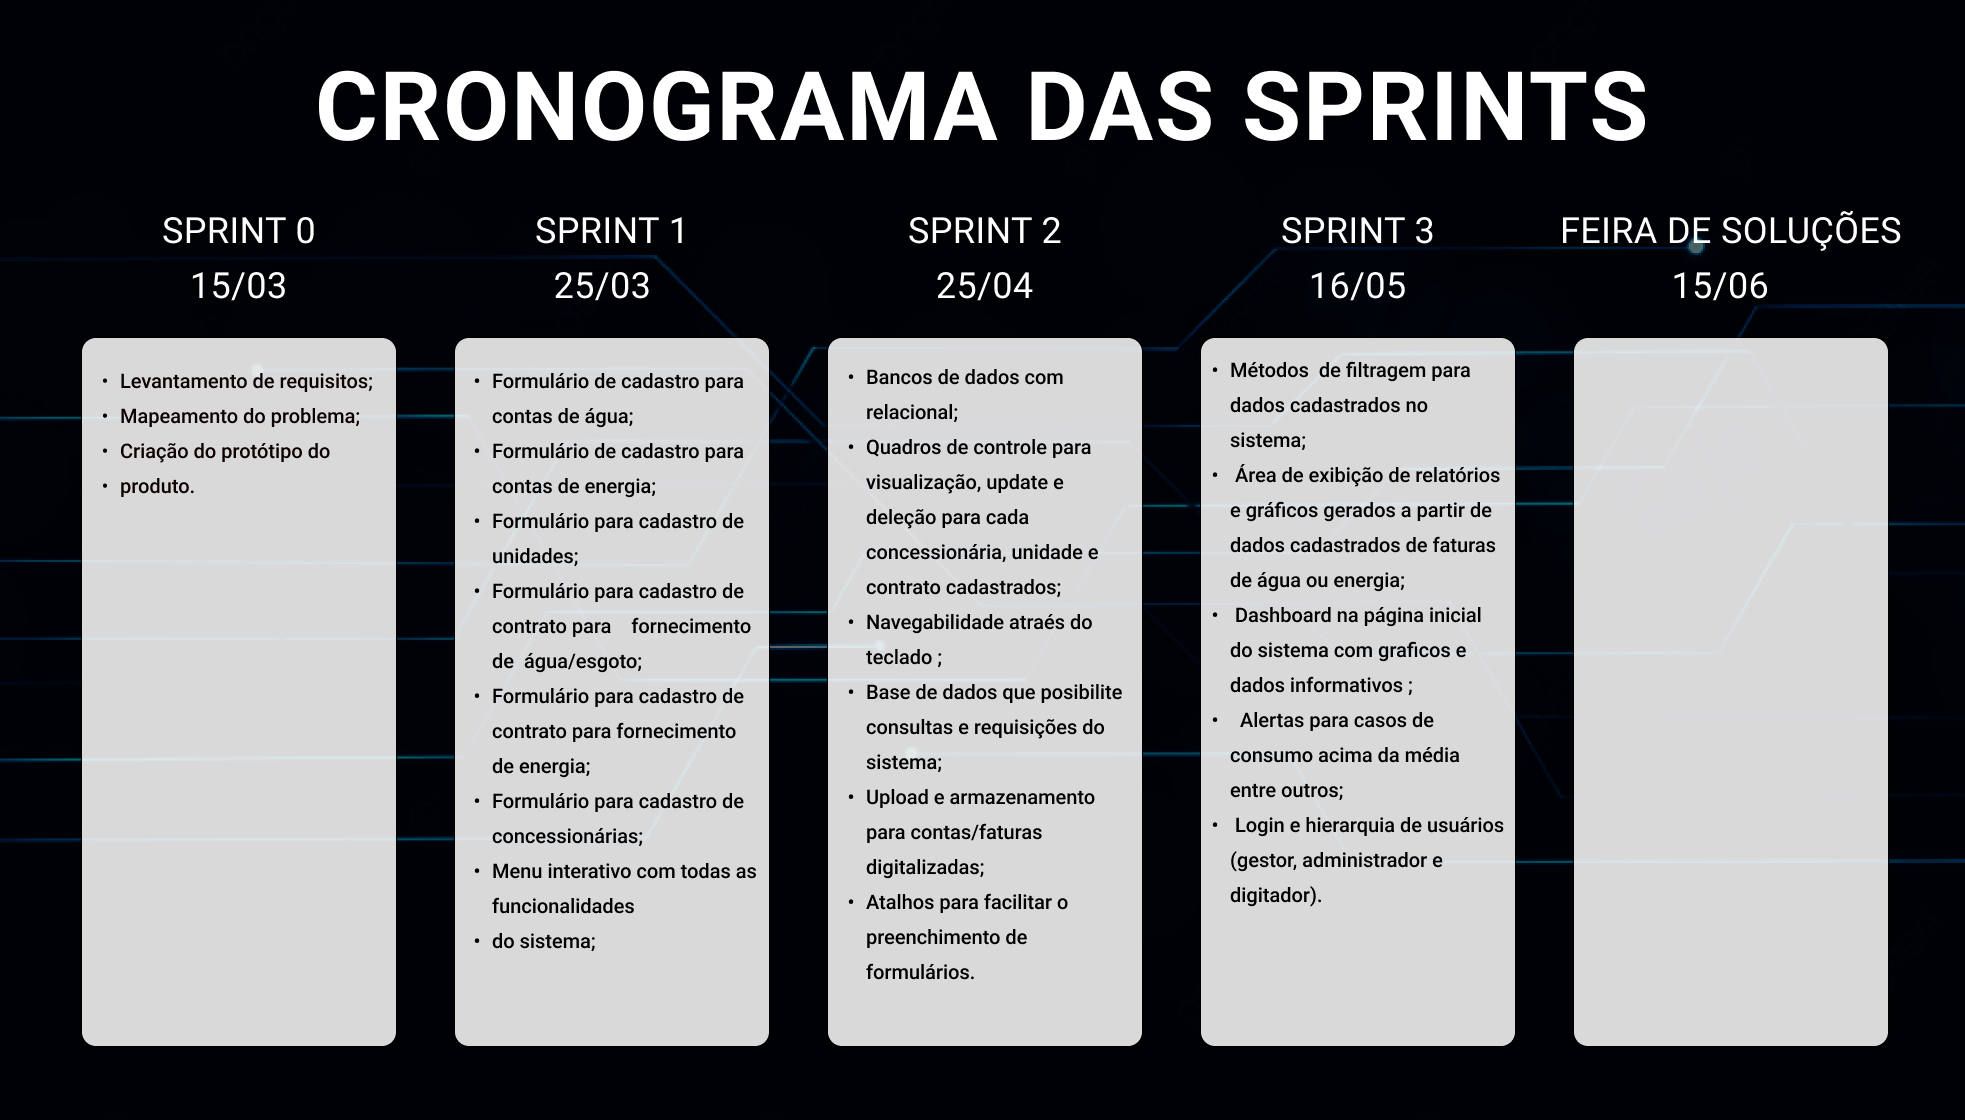 CRONOGRAMA DAS SPRINTS
SPRINT 0
15/03
• Levantamento de requisitos;
• Mapeamento do problema;
• Criação do protótipo do
• produto.
SPRINT 1
25/03
• Formulário de cadastro para
contas de água;
• Formulário de cadastro para
contas de energia;
• Formulário para cadastro de
unidades;
• Formulário para cadastro de
contrato para fornecimento
de água/esgoto;
• Formulário para cadastro de
contrato para fornecimento
de energia;
• Formulário para cadastro de
concessionárias;
• Menu interativo com todas as
funcionalidades
• do sistema;
SPRINT 2
25/04
• Bancos de dados com
relacional;
• Quadros de controle para
visualização, update e
deleção para cada
concessionária, unidade e
contrato cadastrados;
• Navegabilidade atraés do
teclado ;
• Base de dados que posibilite
consultas e requisições do
sistema;
• Upload e armazenamento
para contas/faturas
digitalizadas;
• Atalhos para facilitar o
preenchimento de
formulários.
SPRINT 3
16/05
• Métodos de filtragem para
dados cadastrados no
sistema;
• Área de exibição de relatórios
e gráficos gerados a partir de
dados cadastrados de faturas
de água ou energia;
• Dashboard na página inicial
do sistema com graficos e
dados informativos ;
• Alertas para casos de
consumo acima da média
entre outros;
• Login e hierarquia de usuários
(gestor, administrador e
digitador).
FEIRA DE SOLUÇÕES
15/06